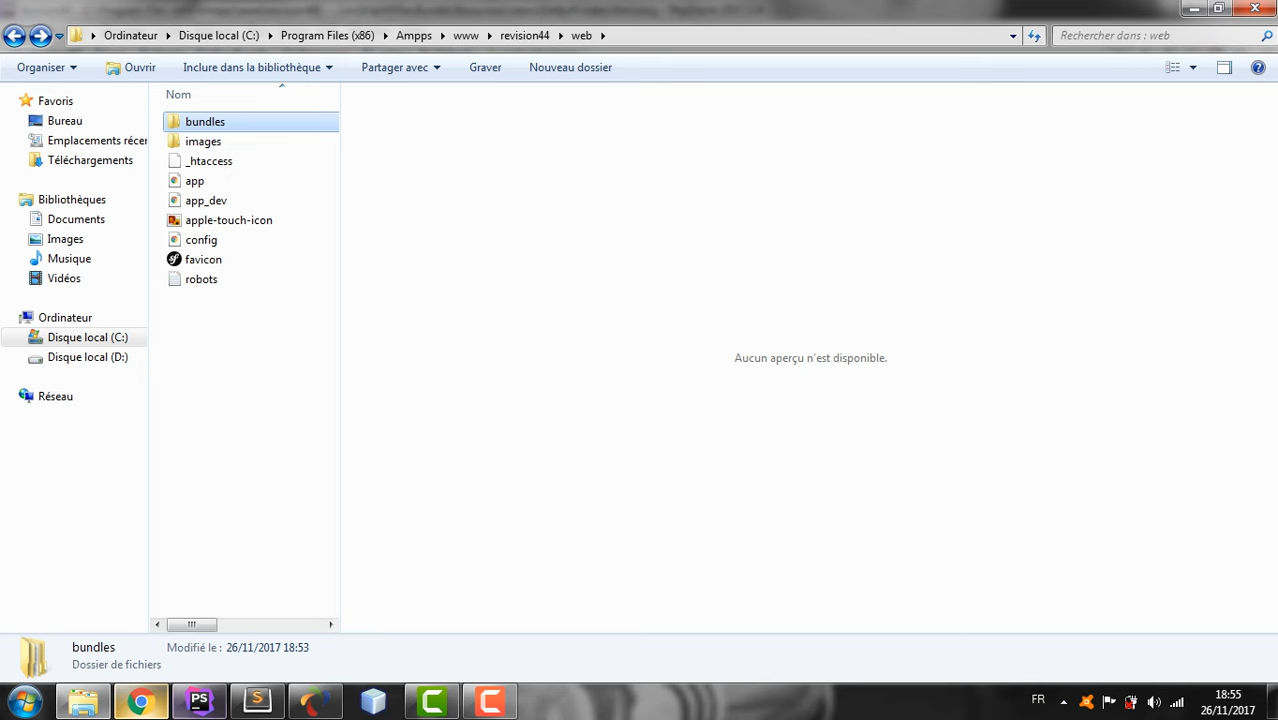 Ordinateur Disque local (C:) Program Files (x86) Ampps www revision44 web
Rechercher dans : web
Organiser Ouvrir Inclure dans la bibliothèque Partager avec Graver Nouveau dossier
Favoris
Bureau
Emplacements récer
Téléchargements
Bibliothèques
Documents
Images
Musique
Vidéos
Ordinateur
Disque local (C:)
Disque local (D:)
Réseau
Nom
bundles
images
_htaccess
app
app_dev
apple-touch-icon
config
favicon
robots
Aucun aperçu n'est disponible.
bundles Modifié le : 26/11/2017 18:53
Dossier de fichiers
FR
18:55
26/11/2017